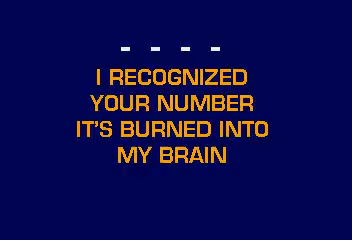 - - - -
I RECOGNIZED
YOUR NUMBER
IT'S BURNED INTO
MY BRAIN